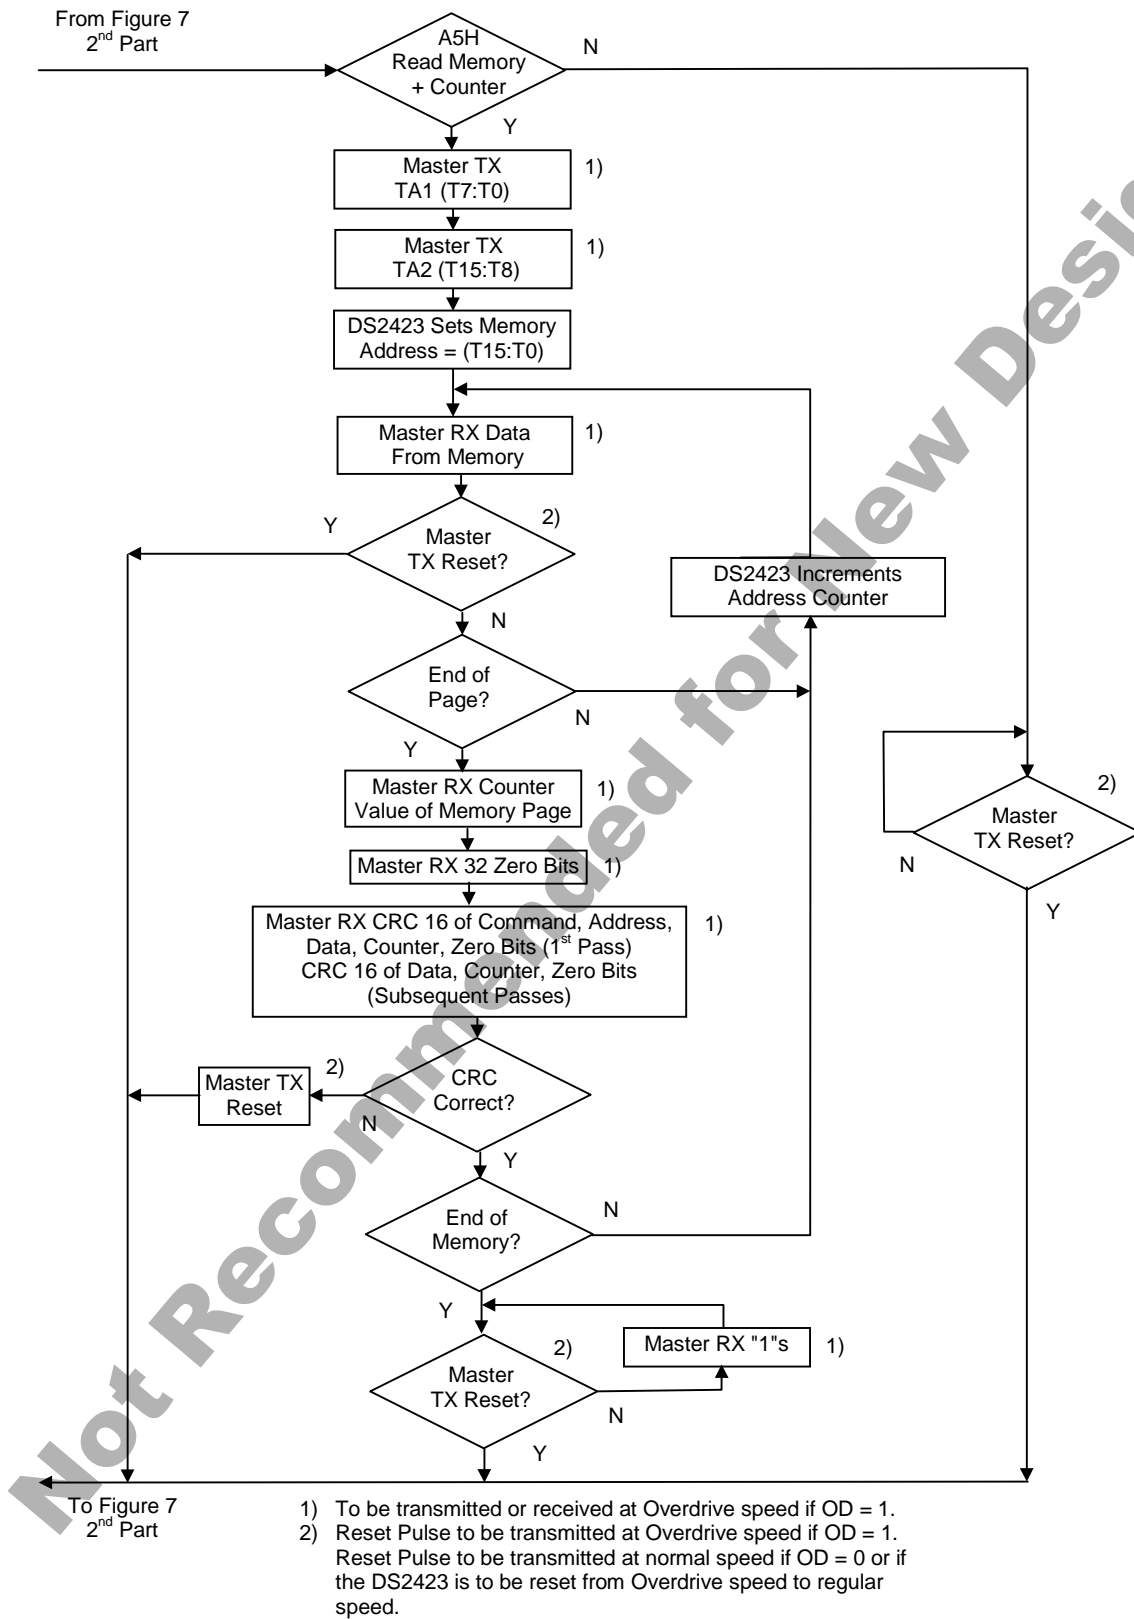 From Figure 7
2nd Part
A5H
Read Memory
+ Counter
N
Y
Master TX
TA1 (T7:T0)
1)
Master TX
TA2 (T15:T8)
1)
DS2423 Sets Memory
Address = (T15:T0)
Master RX Data
From Memory
1)
Y
Master
TX Reset?
2)
N
DS2423 Increments
Address Counter
End of
Page?
N
Y
Master RX Counter
Value of Memory Page
1)
Master RX 32 Zero Bits
1)
Master RX CRC 16 of Command, Address,
Data, Counter, Zero Bits (1st Pass)
CRC 16 of Data, Counter, Zero Bits
(Subsequent Passes)
1)
Master
TX Reset?
2)
N
Y
Master TX
Reset
2)
CRC
Correct?
N
Y
End of
Memory?
N
Y
Master
TX Reset?
2)
Master RX "1"s
1)
N
Y
To Figure 7
2nd Part
1) To be transmitted or received at Overdrive speed if OD = 1.
2) Reset Pulse to be transmitted at Overdrive speed if OD = 1.
Reset Pulse to be transmitted at normal speed if OD = 0 or if
the DS2423 is to be reset from Overdrive speed to regular
speed.
Not Recommended for New Desi